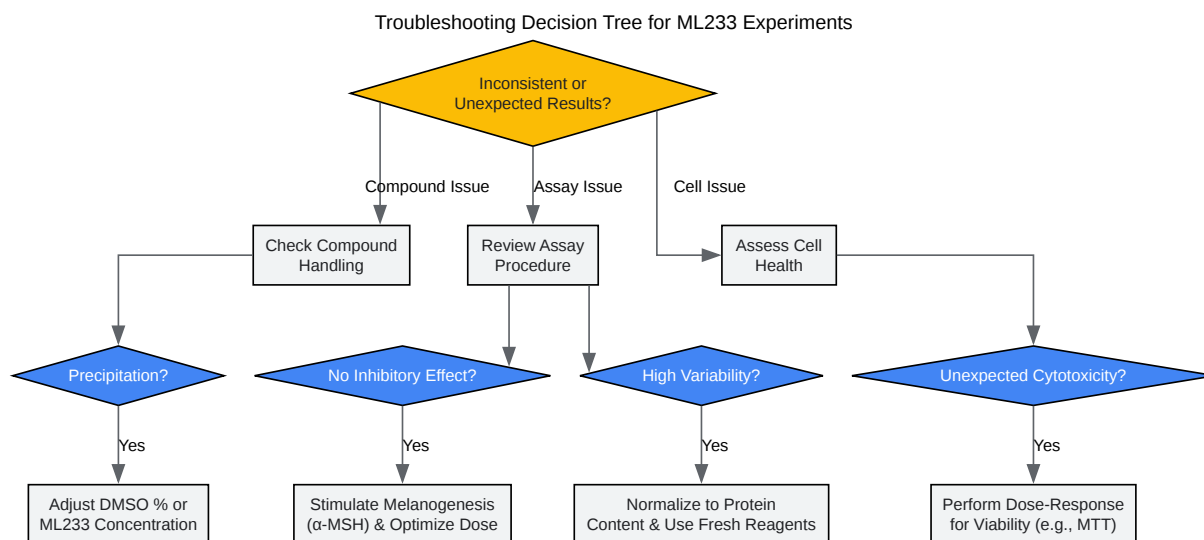 Troubleshooting Decision Tree for ML233 Experiments
Inconsistent or
Unexpected Results?
Compound Issue
Assay Issue
Cell Issue
Check Compound
Handling
Review Assay
Procedure
Assess Cell
Health
Precipitation?
No Inhibitory Effect?
High Variability?
Unexpected Cytotoxicity?
Yes
Yes
Yes
Yes
Adjust DMSO % or
ML233 Concentration
Stimulate Melanogenesis
(α-MSH) & Optimize Dose
Normalize to Protein
Content & Use Fresh Reagents
Perform Dose-Response
for Viability (e.g., MTT)